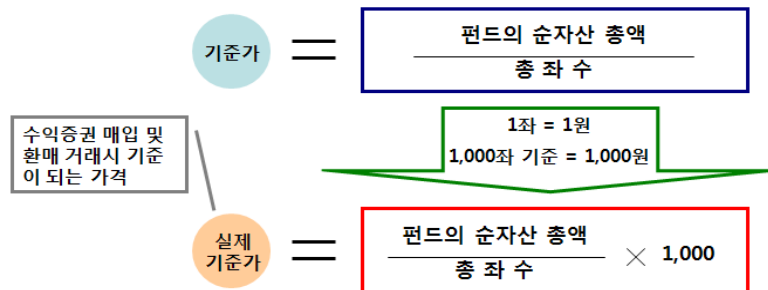 기준가
=
펀드의 순자산 총액
총 좌 수
수익증권 매입 및
환매 거래시 기준
이 되는 가격
1좌 = 1원
1,000좌 기준 = 1,000원
실제
기준가
=
펀드의 순자산 총액
총 좌 수
× 1,000